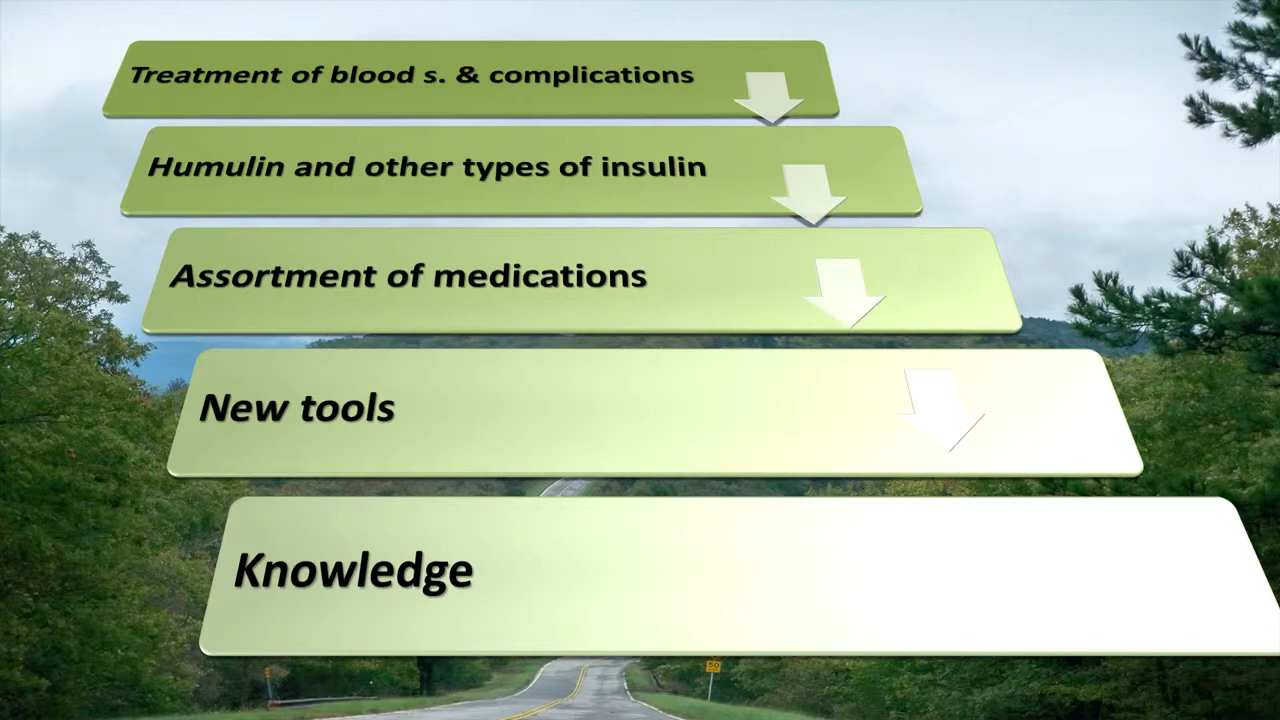 Treatment of blood s. & complications
Humulin and other types of insulin
Assortment of medications
New tools
Knowledge